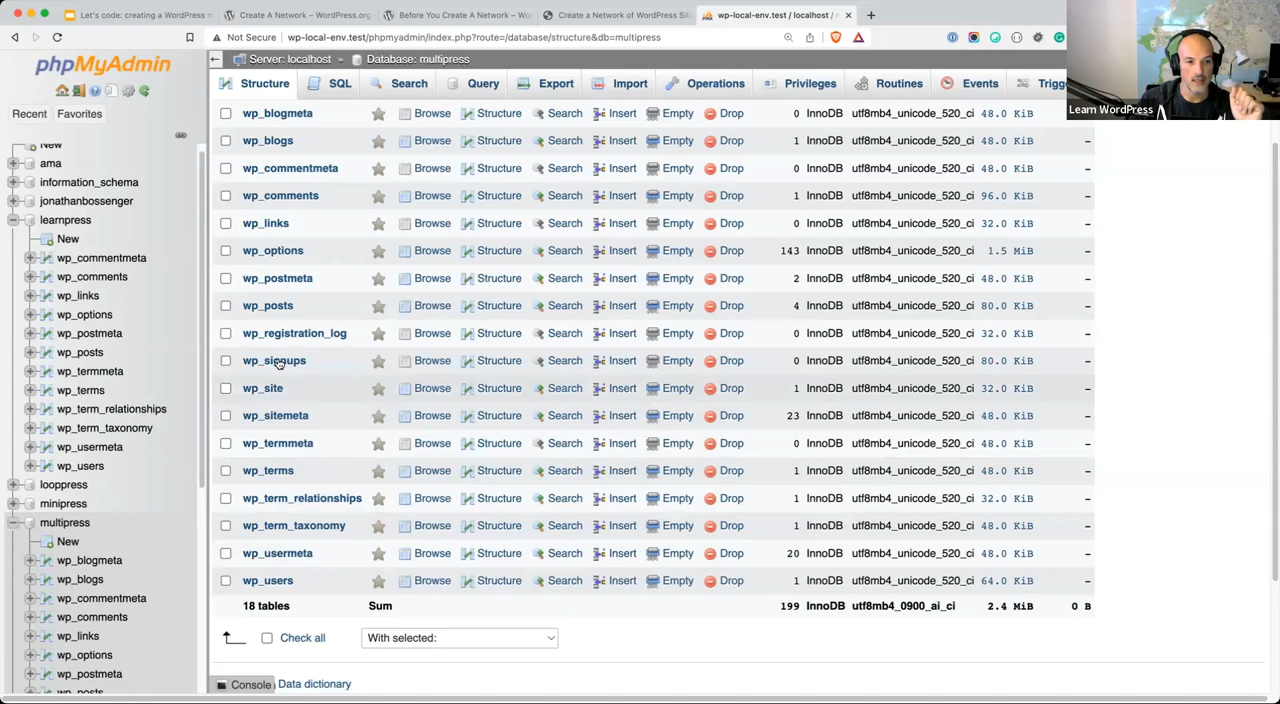 Let's code: creating a WordPress m
Create A Network – WordPress.org
Before You Create A Network – Wo
Create a Network of WordPress Sit
wp-local-env.test / localhost / m
Not Secure wp-local-env.test/phpmyadmin/index.php?route=/database/structure&db=multipress
Learn WordPress
phpMyAdmin
Recent Favorites
New
ama
information_schema
jonathanbossenger
learnpress
New
wp_commentmeta
wp_comments
wp_links
wp_options
wp_postmeta
wp_posts
wp_termmeta
wp_terms
wp_term_relationships
wp_term_taxonomy
wp_usermeta
wp_users
looppress
minipress
multipress
New
wp_blogmeta
wp_blogs
wp_commentmeta
wp_comments
wp_links
wp_options
wp_postmeta
wp_posts
Server: localhost » Database: multipress
Structure SQL Search Query Export Import Operations Privileges Routines Events Trigg
wp_blogmeta Browse Structure Search Insert Empty Drop 0 InnoDB utf8mb4_unicode_520_ci 48.0 KiB –
wp_blogs Browse Structure Search Insert Empty Drop 1 InnoDB utf8mb4_unicode_520_ci 48.0 KiB –
wp_commentmeta Browse Structure Search Insert Empty Drop 0 InnoDB utf8mb4_unicode_520_ci 48.0 KiB –
wp_comments Browse Structure Search Insert Empty Drop 1 InnoDB utf8mb4_unicode_520_ci 96.0 KiB –
wp_links Browse Structure Search Insert Empty Drop 0 InnoDB utf8mb4_unicode_520_ci 32.0 KiB –
wp_options Browse Structure Search Insert Empty Drop 143 InnoDB utf8mb4_unicode_520_ci 1.5 MiB –
wp_postmeta Browse Structure Search Insert Empty Drop 2 InnoDB utf8mb4_unicode_520_ci 48.0 KiB –
wp_posts Browse Structure Search Insert Empty Drop 4 InnoDB utf8mb4_unicode_520_ci 80.0 KiB –
wp_registration_log Browse Structure Search Insert Empty Drop 0 InnoDB utf8mb4_unicode_520_ci 32.0 KiB –
wp_signups Browse Structure Search Insert Empty Drop 0 InnoDB utf8mb4_unicode_520_ci 80.0 KiB –
wp_site Browse Structure Search Insert Empty Drop 1 InnoDB utf8mb4_unicode_520_ci 32.0 KiB –
wp_sitemeta Browse Structure Search Insert Empty Drop 23 InnoDB utf8mb4_unicode_520_ci 48.0 KiB –
wp_termmeta Browse Structure Search Insert Empty Drop 0 InnoDB utf8mb4_unicode_520_ci 48.0 KiB –
wp_terms Browse Structure Search Insert Empty Drop 1 InnoDB utf8mb4_unicode_520_ci 48.0 KiB –
wp_term_relationships Browse Structure Search Insert Empty Drop 1 InnoDB utf8mb4_unicode_520_ci 32.0 KiB –
wp_term_taxonomy Browse Structure Search Insert Empty Drop 1 InnoDB utf8mb4_unicode_520_ci 48.0 KiB –
wp_usermeta Browse Structure Search Insert Empty Drop 20 InnoDB utf8mb4_unicode_520_ci 48.0 KiB –
wp_users Browse Structure Search Insert Empty Drop 1 InnoDB utf8mb4_unicode_520_ci 64.0 KiB –
18 tables Sum 199 InnoDB utf8mb4_0900_ai_ci 2.4 MiB 0 B
Check all With selected:
Console Data dictionary